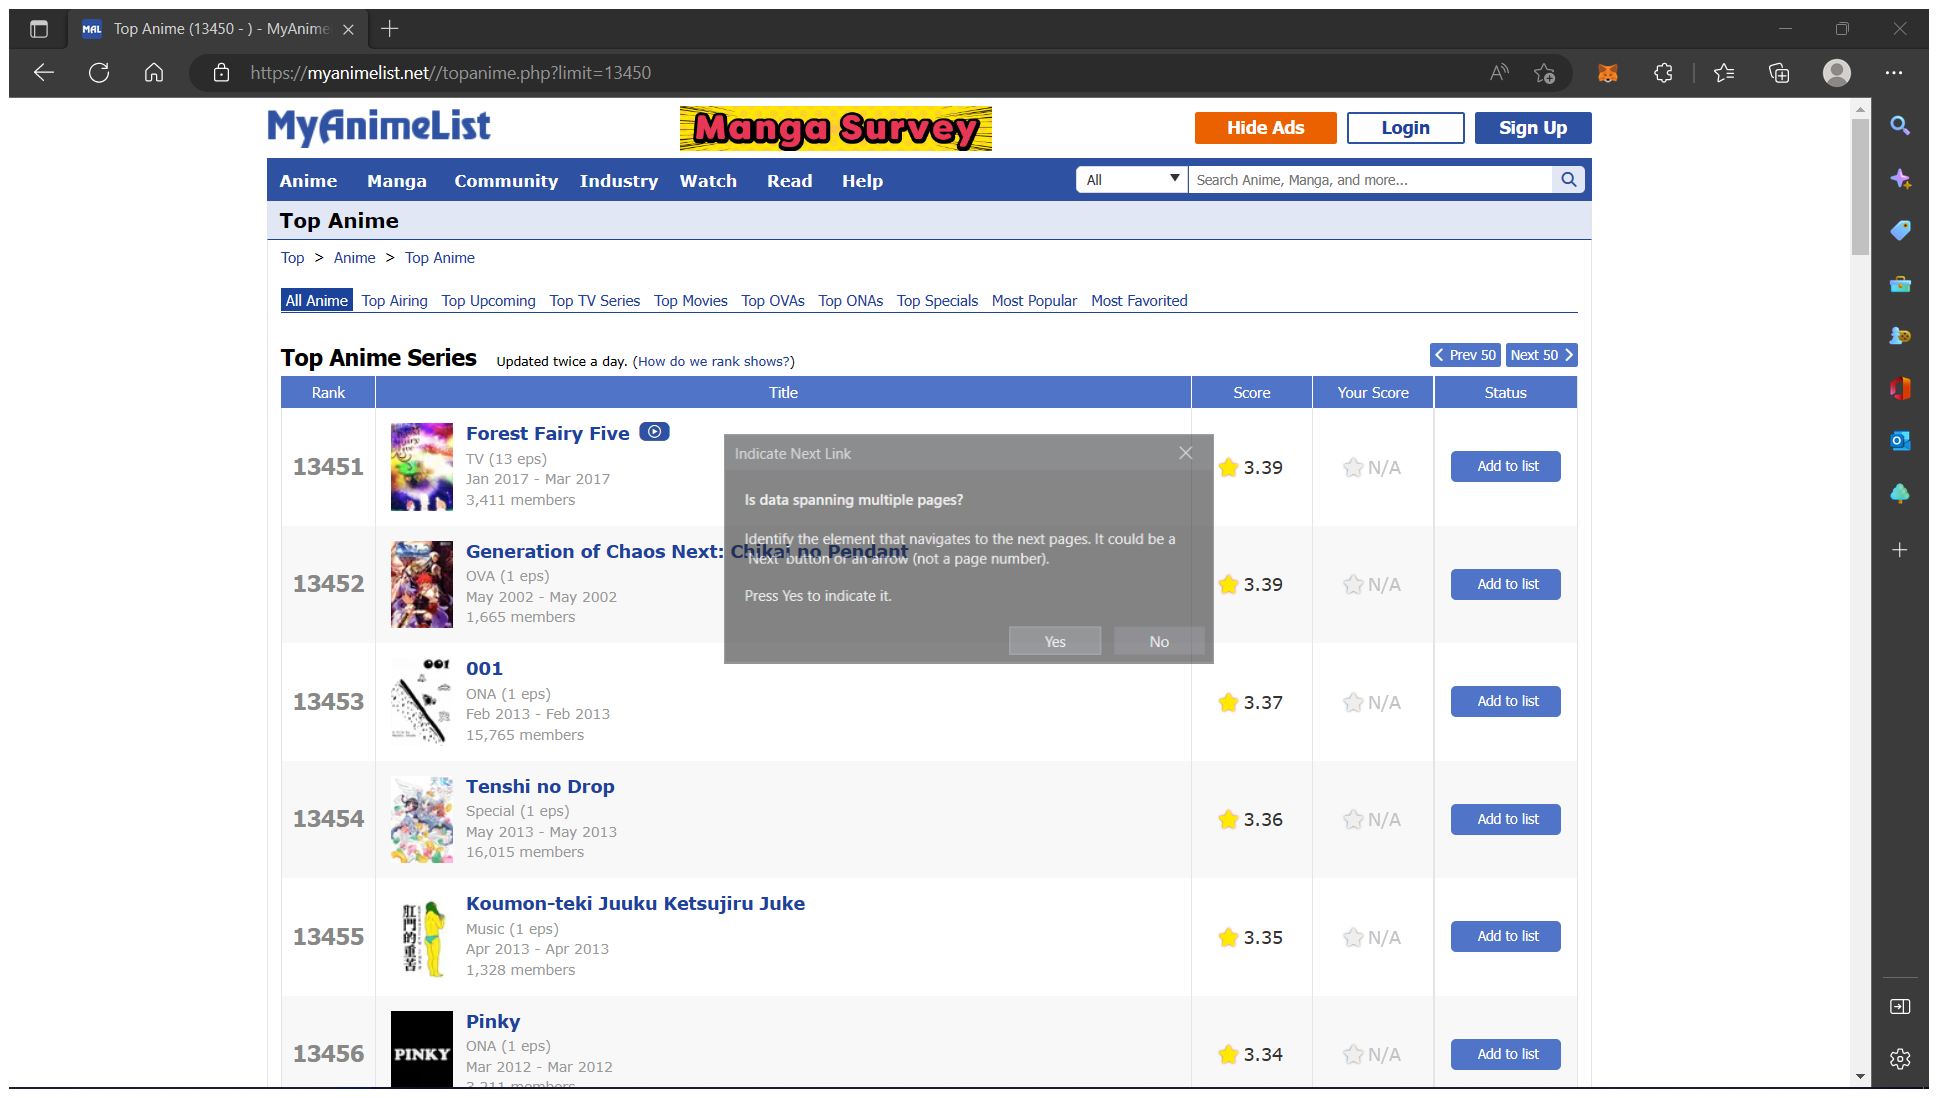 MAL Top Anime (13450 - ) - MyAnime
https://myanimelist.net//topanime.php?limit=13450
MyAnimeList
Manga Survey
Hide Ads
Login
Sign Up
Anime Manga Community Industry Watch Read Help
All
Search Anime, Manga, and more...
Top Anime
Top > Anime > Top Anime
All Anime Top Airing Top Upcoming Top TV Series Top Movies Top OVAs Top ONAs Top Specials Most Popular Most Favorited
Top Anime Series Updated twice a day. (How do we rank shows?)
Prev 50 Next 50
Rank Title Score Your Score Status
13451
Forest Fairy Five
TV (13 eps)
Jan 2017 - Mar 2017
3,411 members
3.39 N/A Add to list
Indicate Next Link
Is data spanning multiple pages?
Identify the element that navigates to the next pages. It could be a
'Next' button or an arrow (not a page number).
Press Yes to indicate it.
Yes No
13452
Generation of Chaos Next: Chikai no Pendant
OVA (1 eps)
May 2002 - May 2002
1,665 members
3.39 N/A Add to list
13453
001
001
ONA (1 eps)
Feb 2013 - Feb 2013
15,765 members
3.37 N/A Add to list
13454
Tenshi no Drop
Special (1 eps)
May 2013 - May 2013
16,015 members
3.36 N/A Add to list
13455
肛門的重苦
Koumon-teki Juuku Ketsujiru Juke
Music (1 eps)
Apr 2013 - Apr 2013
1,328 members
3.35 N/A Add to list
13456
PINKY
Pinky
ONA (1 eps)
Mar 2012 - Mar 2012
3,211 members
3.34 N/A Add to list